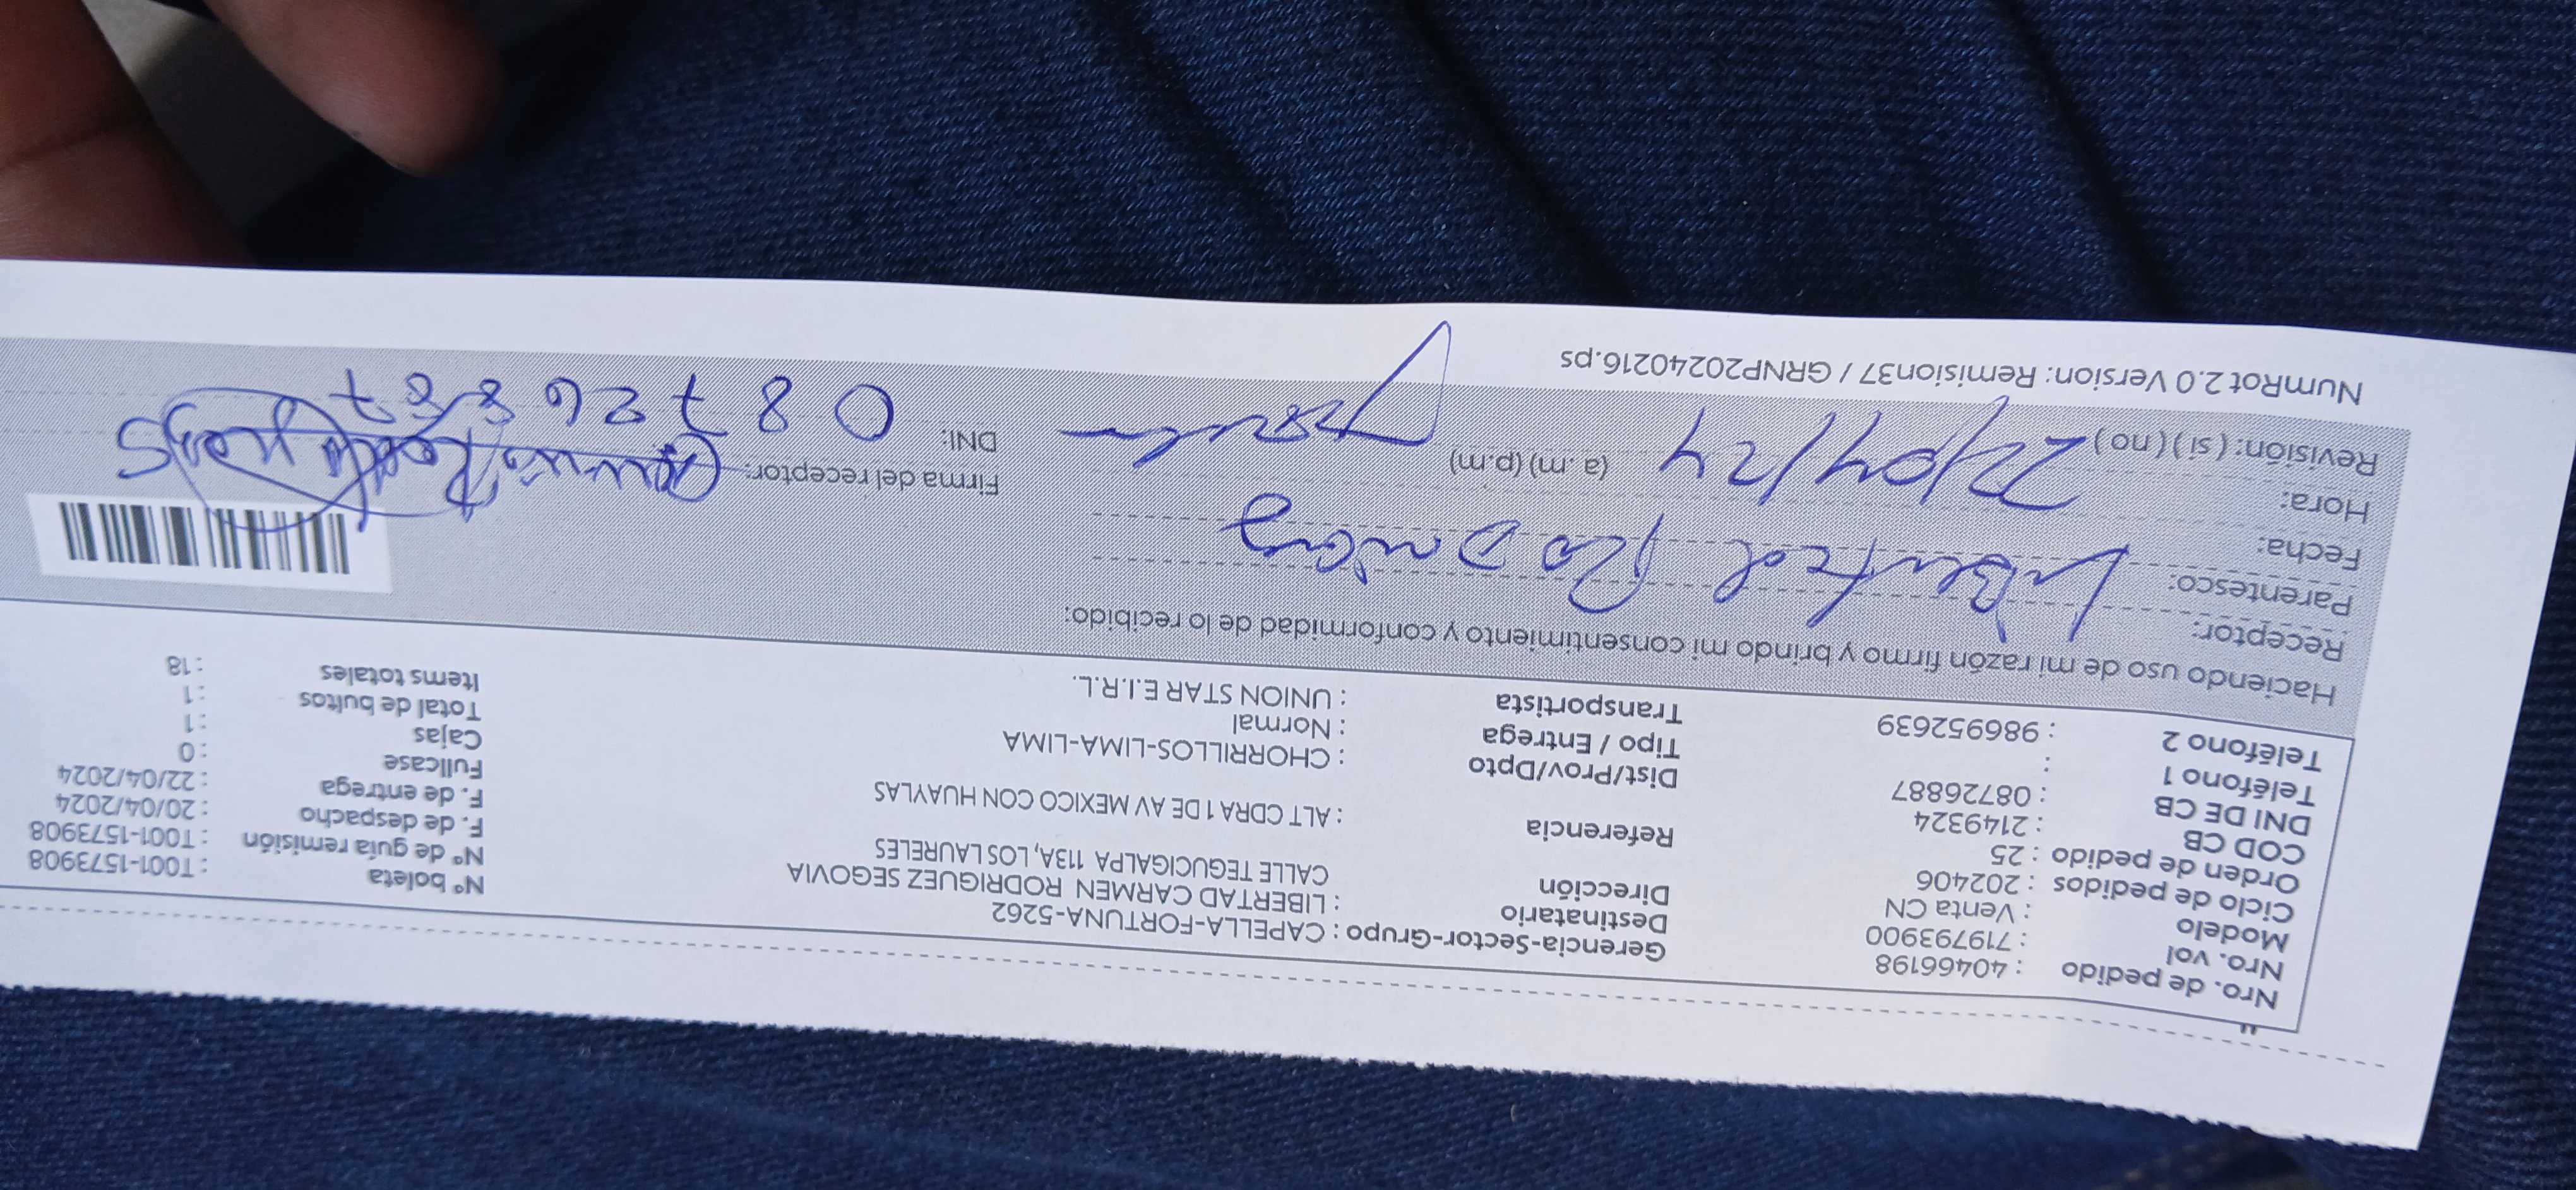 Nro. de pedido : 40466198
Nro. vol : 719793900
Modelo : Venta CN
Ciclo de pedidos : 202406
Orden de pedido : 25
COD CB : 2149324
DNI DE CB : 08726887
Teléfono 1 :
Teléfono 2 : 986952639
Gerencia-Sector-Grupo : CAPELLA-FORTUNA-5262
Destinatario : LIBERTAD CARMEN RODRIGUEZ SEGOVIA
Dirección CALLE TEGUCIGALPA 113A, LOS LAURELES
Referencia : ALT CDRA 1 DE AV MEXICO CON HUAYLAS
Dist/Prov/Dpto : CHORRILLOS-LIMA-LIMA
Tipo / Entrega : Normal
Transportista : UNION STAR E.I.R.L.
Nº boleta : T001-1573908
Nº de guía remisión : T001-1573908
F. de despacho : 20/04/2024
F. de entrega : 22/04/2024
Fullcase : 0
Cajas : 1
Total de bultos : 1
Items totales : 18
Haciendo uso de mi razón firmo y brindo mi consentimiento y conformidad de lo recibido:
Receptor:
Parentesco:
Fecha: 22/04/24
Hora: (a.m) (p.m)
Revisión: (si) (no)
Firma del receptor:
DNI: 08726887
NumRot 2.0 Version: Remision37 / GRNP20240216.ps